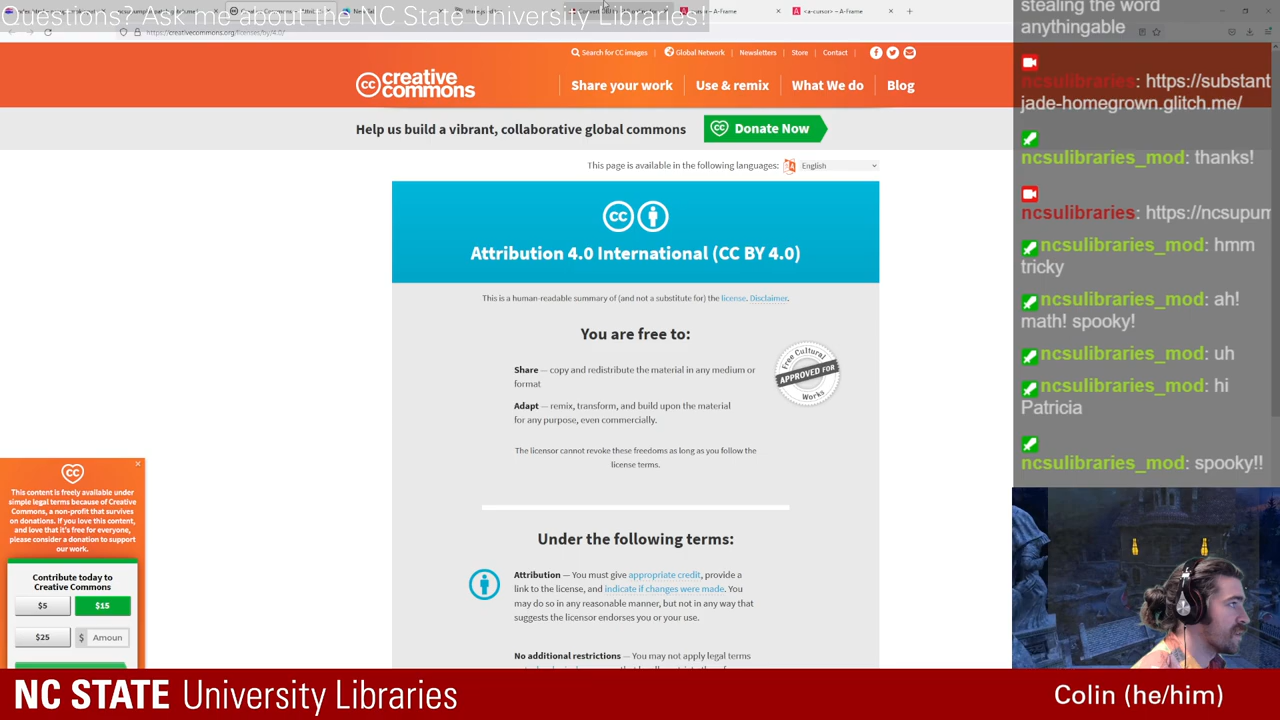 Questions? Ask me about the NC State University Libraries!
<a-cursor> – A-Frame
https://creativecommons.org/licenses/by/4.0/
Search for CC images
Global Network
Newsletters
Store
Contact
creative
commons
Share your work
Use & remix
What We do
Blog
Help us build a vibrant, collaborative global commons
Donate Now
This page is available in the following languages:
English
Attribution 4.0 International (CC BY 4.0)
This is a human-readable summary of (and not a substitute for) the license. Disclaimer.
You are free to:
Share — copy and redistribute the material in any medium or
format
Adapt — remix, transform, and build upon the material
for any purpose, even commercially.
The licensor cannot revoke these freedoms as long as you follow the
license terms.
Free Cultural
APPROVED FOR
Works
Under the following terms:
Attribution — You must give appropriate credit, provide a
link to the license, and indicate if changes were made. You
may do so in any reasonable manner, but not in any way that
suggests the licensor endorses you or your use.
No additional restrictions — You may not apply legal terms
This content is freely available under
simple legal terms because of Creative
Commons, a non-profit that survives
on donations. If you love this content,
and love that it's free for everyone,
please consider a donation to support
our work.
Contribute today to
Creative Commons
$5
$15
$25
$ Amoun
stealing the word
anythingable
ncsulibraries: https://substant
jade-homegrown.glitch.me/
ncsulibraries_mod: thanks!
ncsulibraries: https://ncsupum
ncsulibraries_mod: hmm
tricky
ncsulibraries_mod: ah!
math! spooky!
ncsulibraries_mod: uh
ncsulibraries_mod: hi
Patricia
ncsulibraries_mod: spooky!!
NC STATE University Libraries
Colin (he/him)